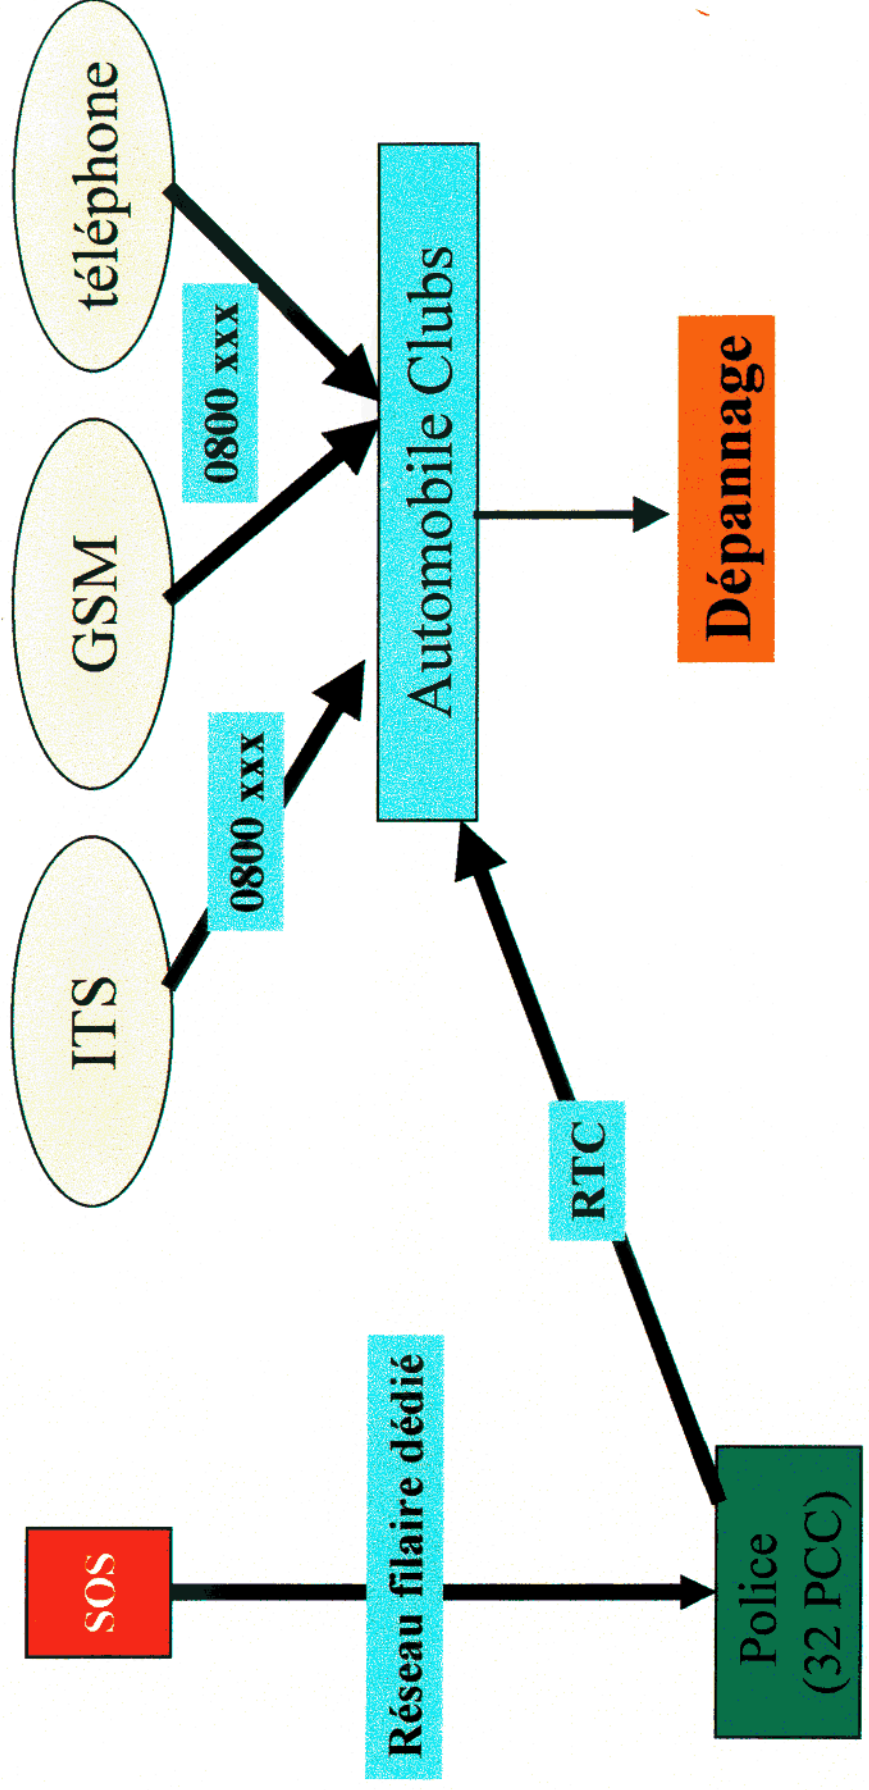 SOS
ITS
GSM
téléphone
0800 xxx
0800 xxx
Réseau filaire dédié
Automobile Clubs
RTC
Police
(32 PCC)
Dépannage